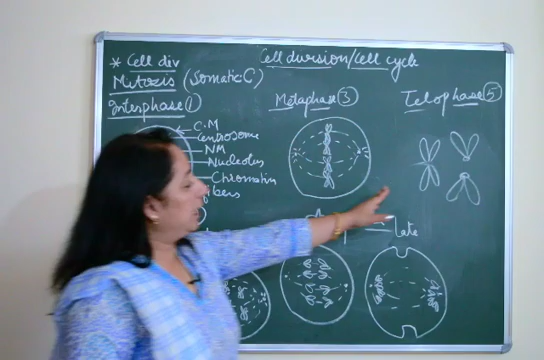 * Cell div
Cell division/Cell cycle
Mitosis (Somatic C)
Interphase ①
Metaphase ③
Telophase ⑤
C.M
Centrosome
NM
Nucleolus
Chromatin
late